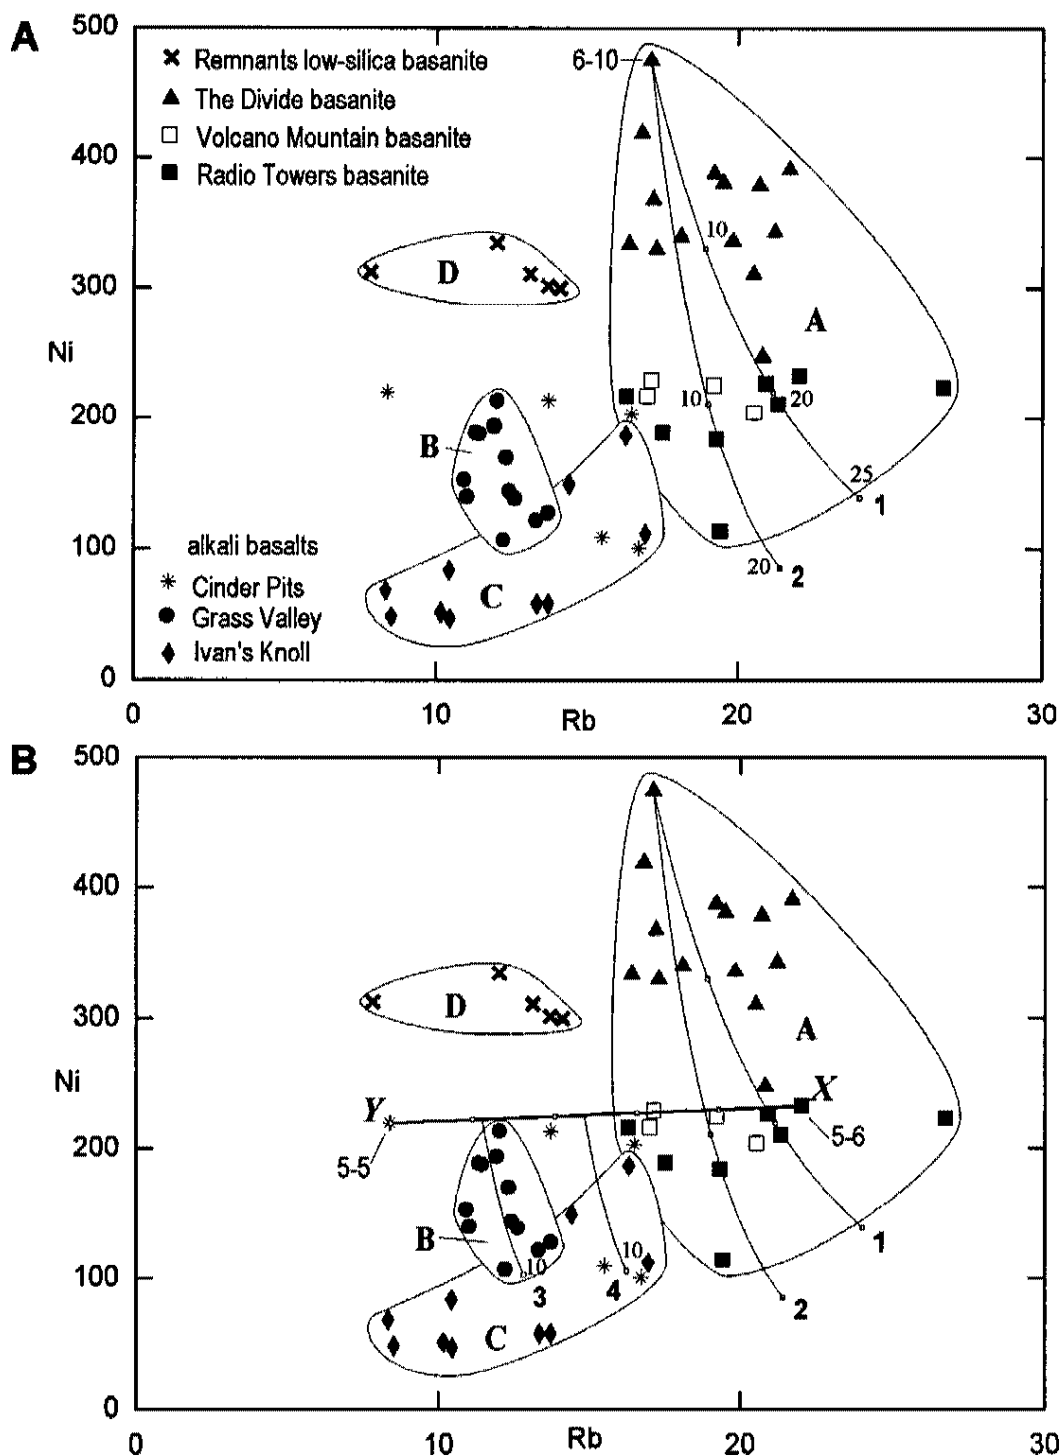 A
500
400
300
200
100
0
Ni
Remnants low-silica basanite
The Divide basanite
Volcano Mountain basanite
Radio Towers basanite
6-10
10
D
A
10
20
B
25
1
20
2
alkali basalts
Cinder Pits
Grass Valley
Ivan's Knoll
C
0
10
Rb
20
30
B
500
400
300
200
100
0
Ni
D
A
Y
X
5-5
5-6
B
10
3
10
4
1
2
C
0
10
Rb
20
30